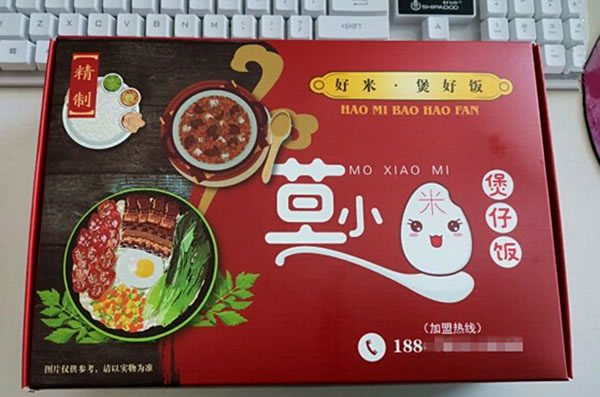 SHIPADOO
精制
好米·煲好饭
HAO MI BAO HAO FAN
MO XIAO MI
莫小
米
煲仔饭
(加盟热线)
188
图片仅供参考，请以实物为准